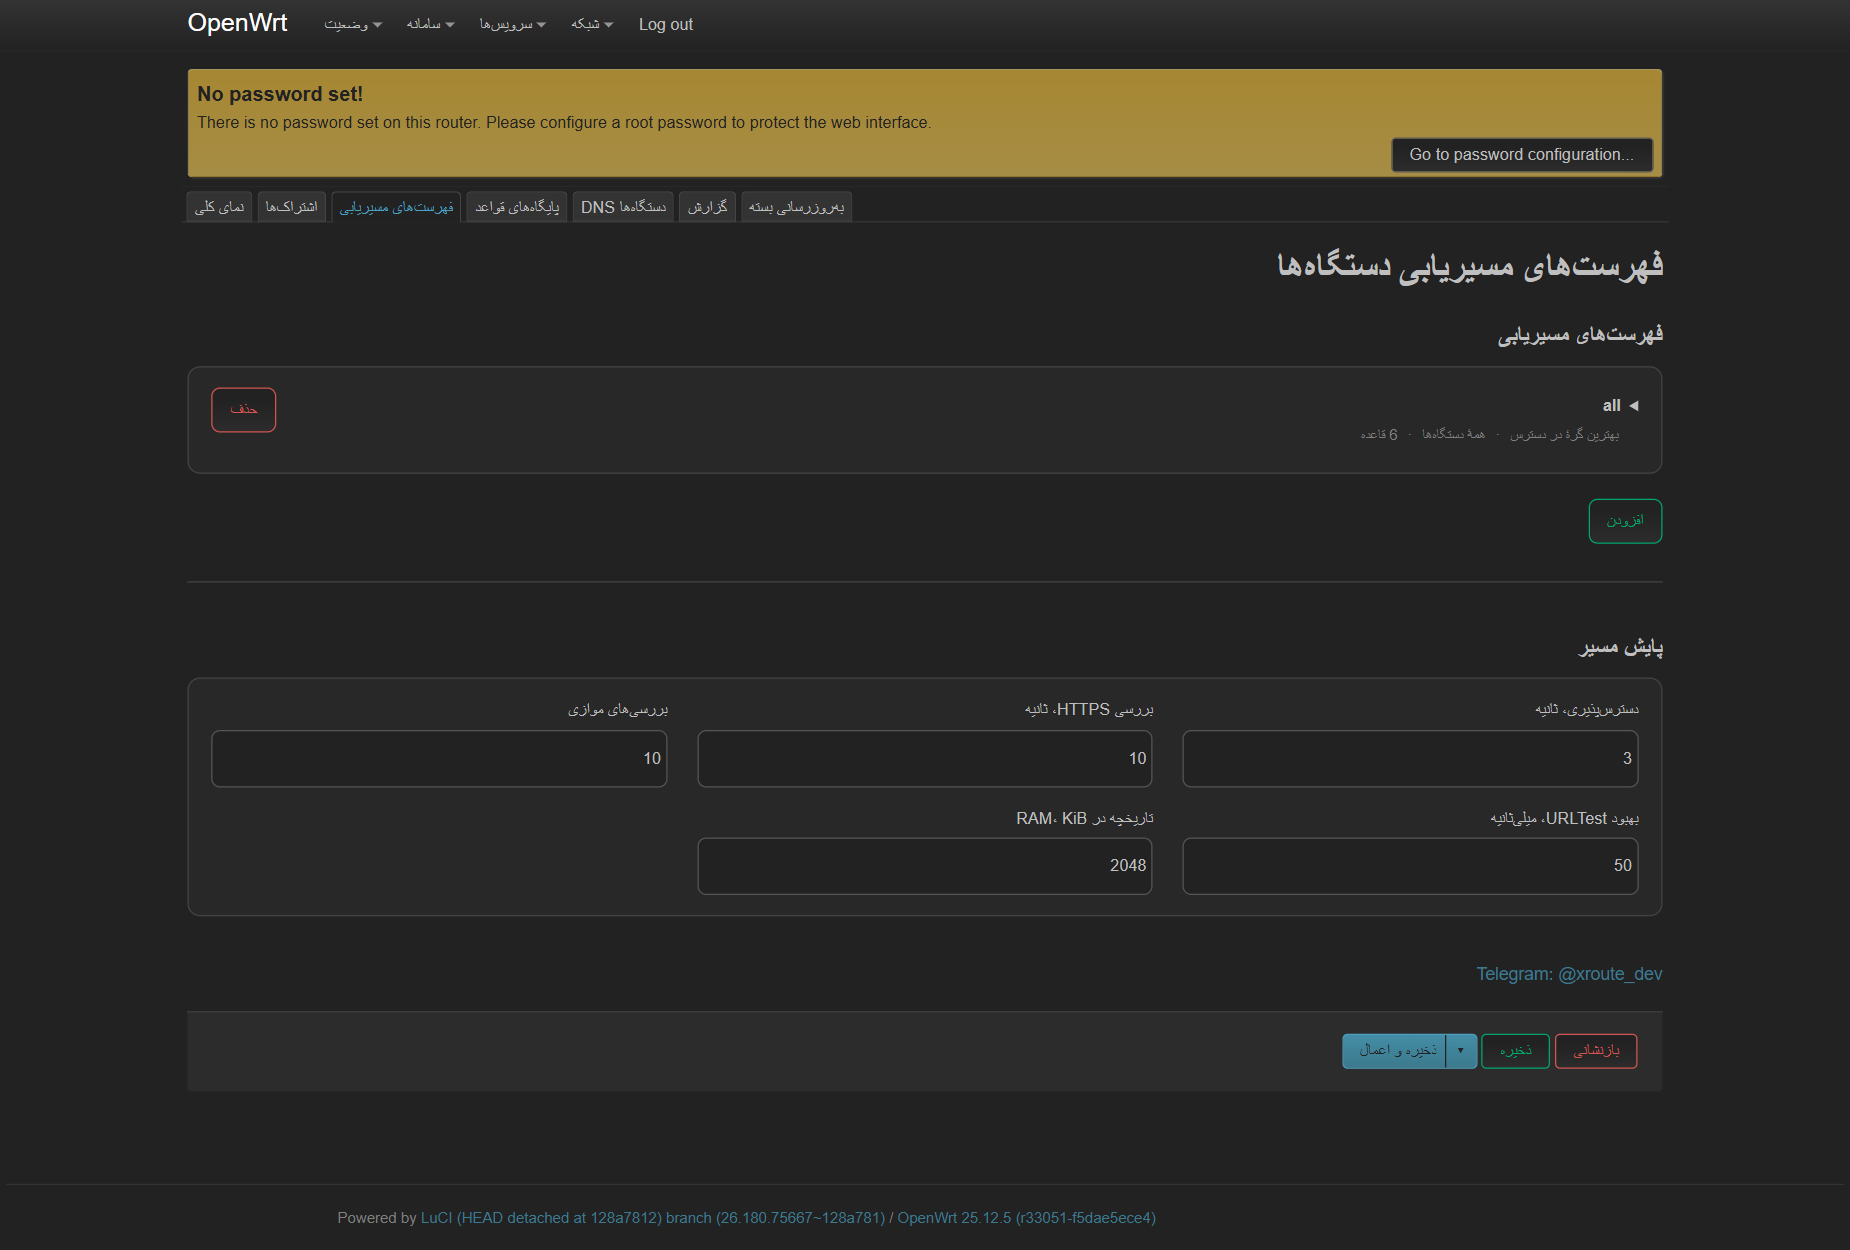 OpenWrt وضعیت سامانه سرویس‌ها شبکه Log out
No password set!
There is no password set on this router. Please configure a root password to protect the web interface.
Go to password configuration...
نمای کلی اشتراک‌ها فهرست‌های مسیریابی پایگاه‌های قواعد دستگاه‌ها DNS گزارش به‌روزرسانی بسته
فهرست‌های مسیریابی دستگاه‌ها
فهرست‌های مسیریابی
all
بهترین گرهٔ در دسترس · همهٔ دستگاه‌ها · 6 قاعده
حذف
افزودن
پایش مسیر
دسترس‌پذیری، ثانیه
3
بررسی HTTPS، ثانیه
10
بررسی‌های موازی
10
بهبود URLTest، میلی‌ثانیه
50
تاریخچه در RAM، KiB
2048
Telegram: @xroute_dev
بازنشانی ذخیره ذخیره و اعمال
Powered by LuCI (HEAD detached at 128a7812) branch (26.180.75667~128a781) / OpenWrt 25.12.5 (r33051-f5dae5ece4)